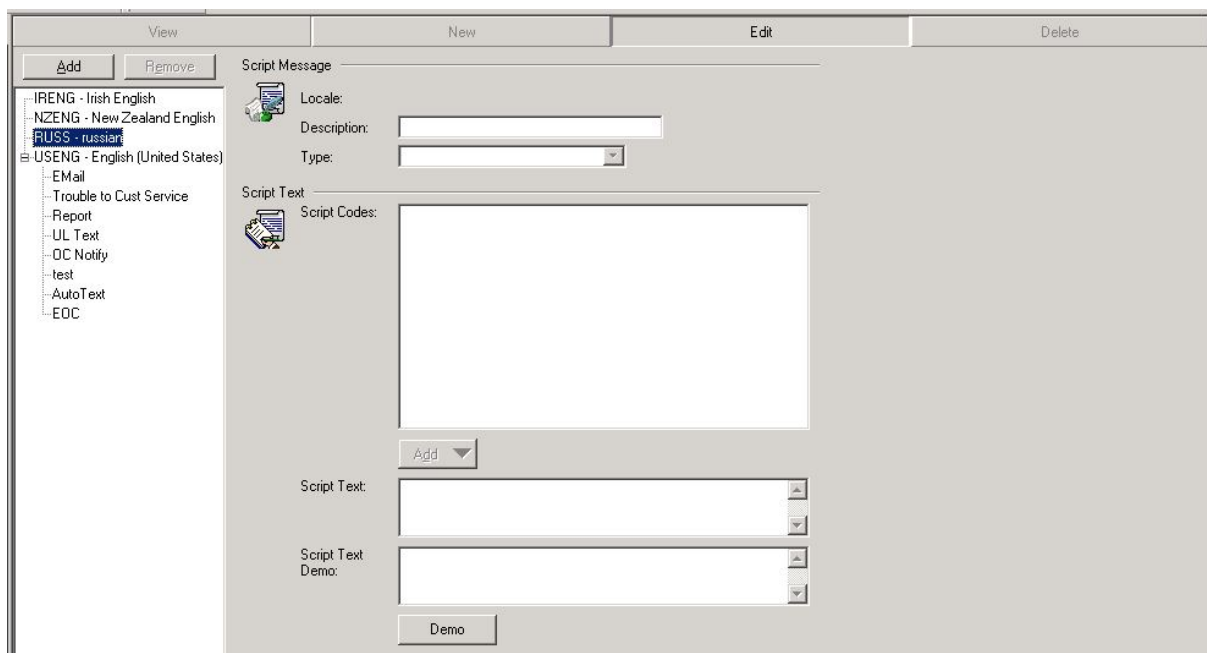 View New Edit Delete
Add Remove
IRENG - Irish English
NZENG - New Zealand English
RUSS - russian
USENG - English (United States)
EMail
Trouble to Cust Service
Report
UL Text
OC Notify
test
AutoText
EOC
Script Message
Locale:
Description:
Type:
Script Text
Script Codes:
Add
Script Text:
Script Text
Demo:
Demo